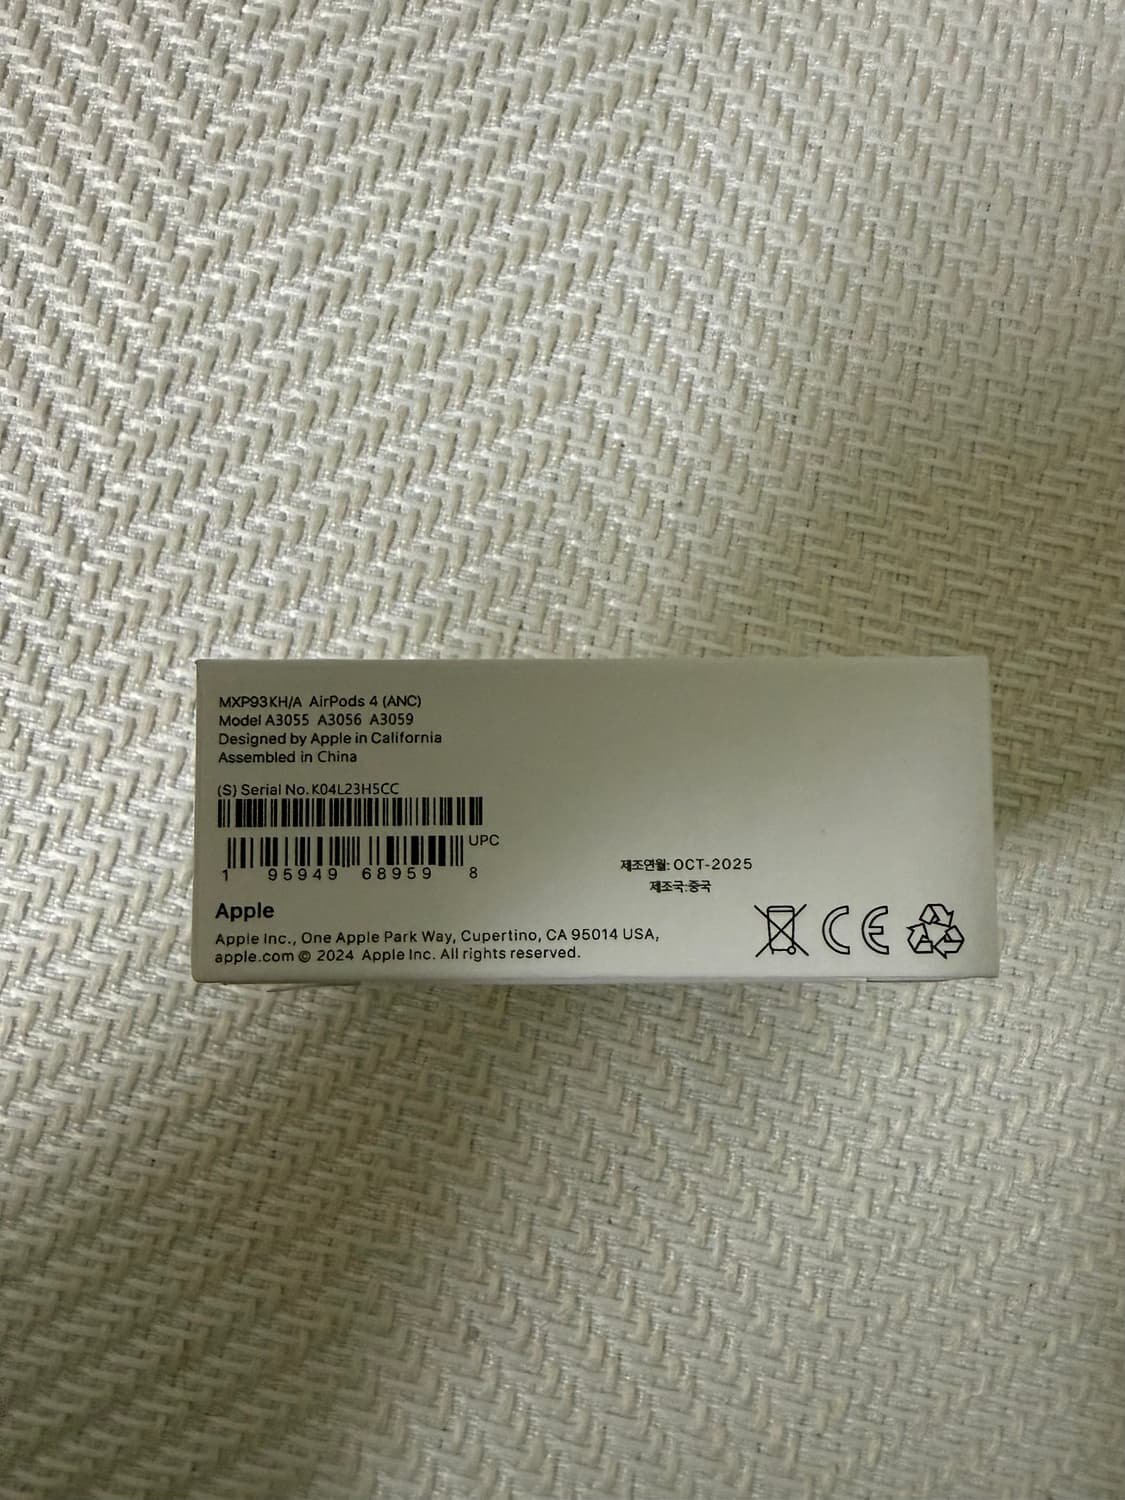 MXP93KH/A AirPods 4 (ANC)
Model A3055 A3056 A3059
Designed by Apple in California
Assembled in China
(S) Serial No. K04L23H5CC
UPC
1 95949 68959 8
제조연월: OCT-2025
제조국:중국
Apple
Apple Inc., One Apple Park Way, Cupertino, CA 95014 USA,
apple.com © 2024 Apple Inc. All rights reserved.
CE